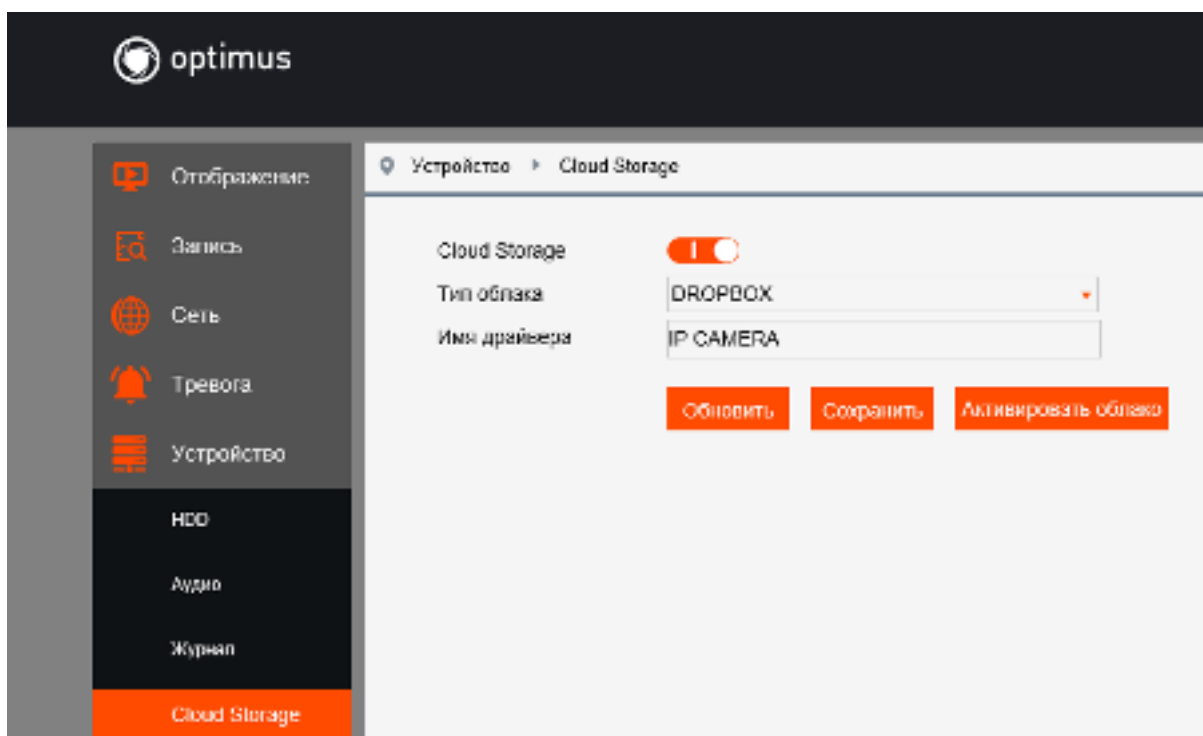 optimus
Отображение
Запись
Сеть
Тревога
Устройство
HDD
Аудио
Журнал
Cloud Storage
Устройство Cloud Storage
Cloud Storage
Тип облака DROPBOX
Имя драйвера IP CAMERA
Обновить Сохранить Активировать облако